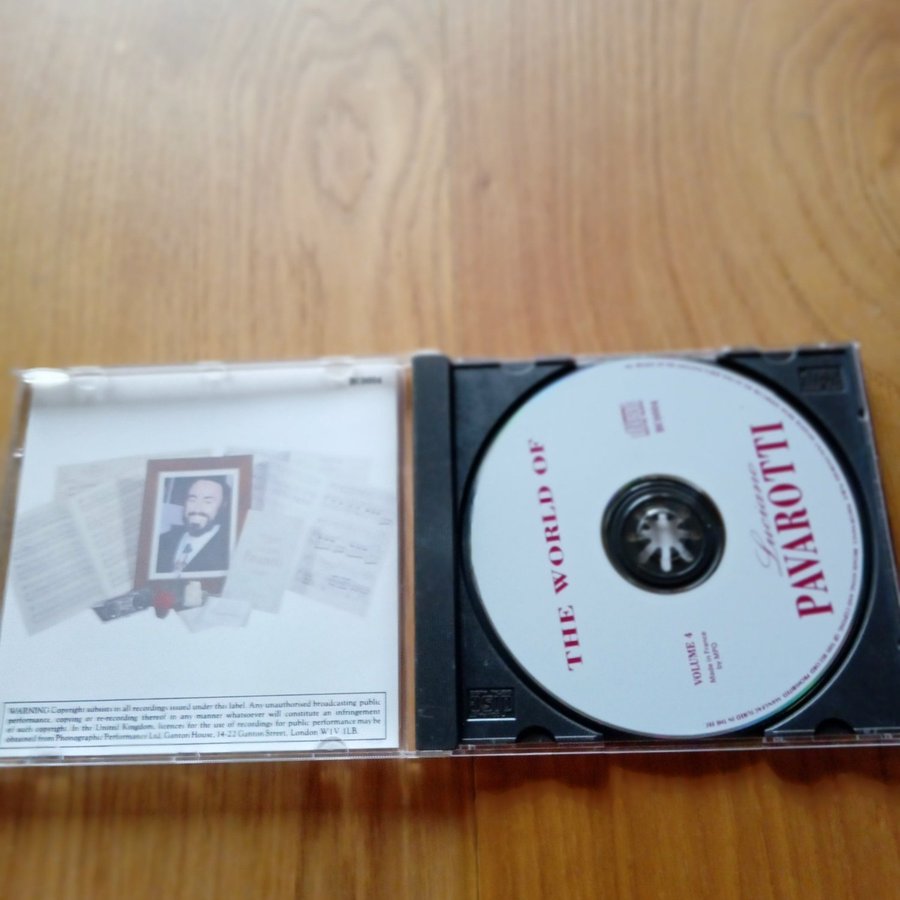 WARNING Copyright subsists in all recordings issued under this label. Any unauthorised broadcasting public
performance, copying or re-recording thereof in any manner whatsoever will constitute an infringement
of such copyright. In the United Kingdom, licences for the use of recordings for public performance may be
obtained from Phonographic Performance Ltd, Ganton House, 14-22 Ganton Street, London W1V 1LB.
THE WORLD OF
Luciano
PAVAROTTI
VOLUME 4
Made in France
by MPO